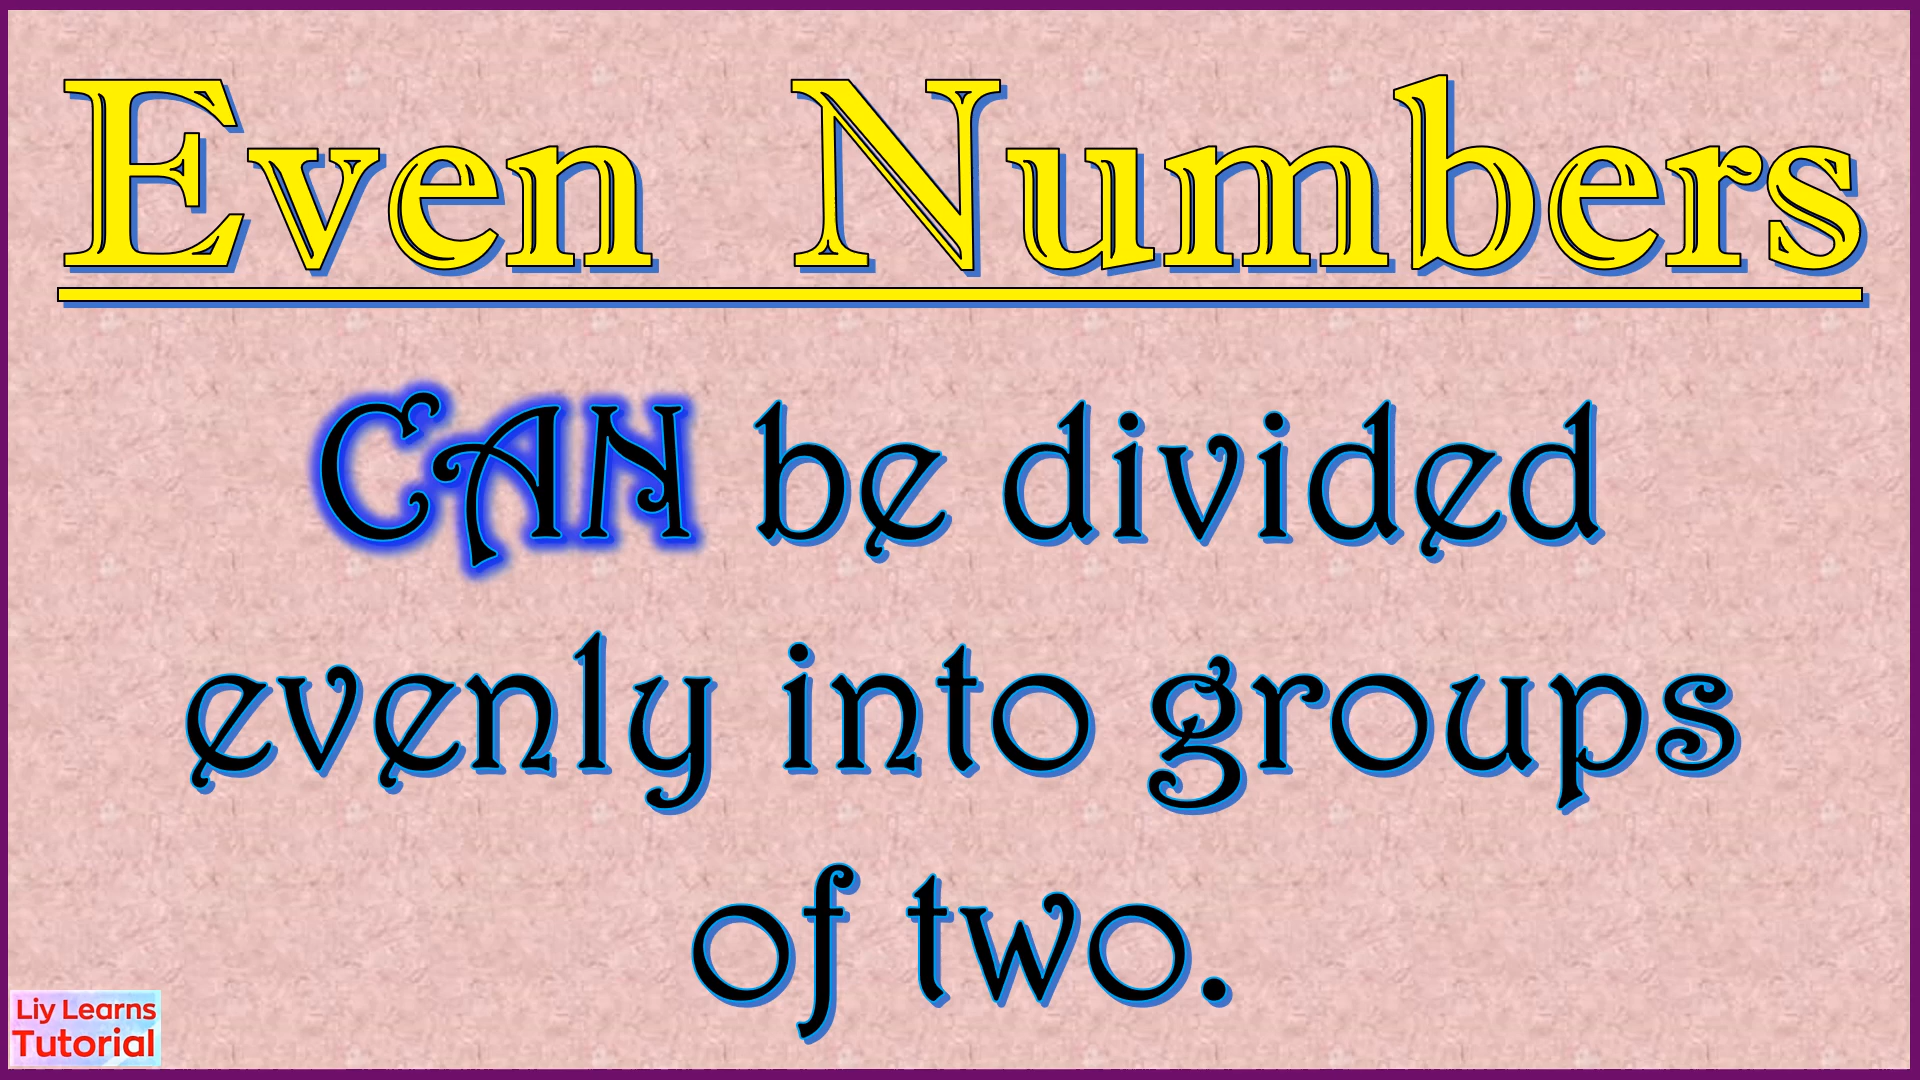 Even Numbers
CAN be divided
evenly into groups
of two.
Liy Learns
Tutorial